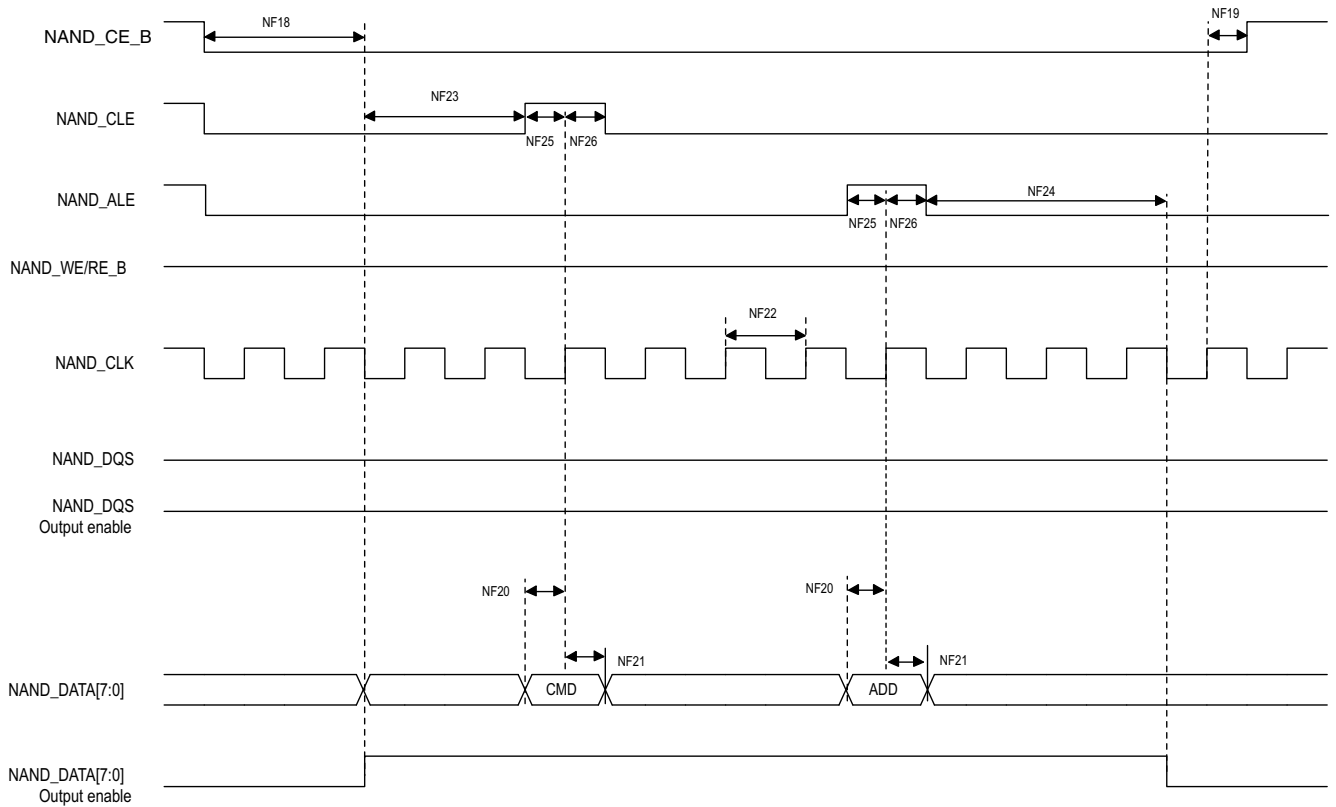 NF18
NF19
NAND_CE_B
NF23
NAND_CLE
NF25 NF26
NAND_ALE
NF24
NF25 NF26
NAND_WE/RE_B
NF22
NAND_CLK
NAND_DQS
NAND_DQS
Output enable
NF20
NF20
NF21
NF21
NAND_DATA[7:0]
CMD
ADD
NAND_DATA[7:0]
Output enable